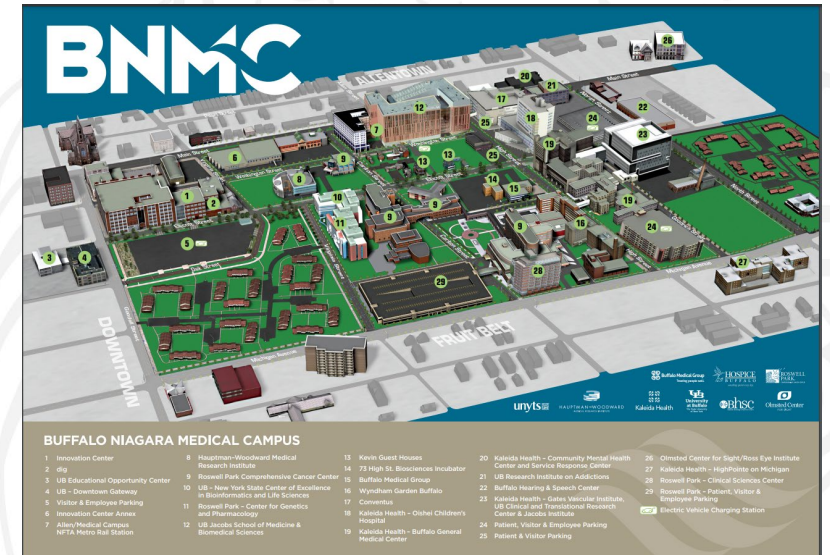 BNMC
ALLENTOWN
Main Street
Main Street
Washington Street
Washington Street
North Street
Ellicott Street
Oak Street
Virginia Street
Carlton Street
Goodell Street
Michigan Avenue
Michigan Avenue
DOWNTOWN
FRUIT BELT
Buffalo Medical Group
HOSPICE
BUFFALO
ROSWELL
PARK
unyts
HAUPTMAN-WOODWARD
Kaleida Health
University
at Buffalo
Bhsc
Olmsted Center
BUFFALO NIAGARA MEDICAL CAMPUS
1 Innovation Center
2 dig
3 UB Educational Opportunity Center
4 UB – Downtown Gateway
5 Visitor & Employee Parking
6 Innovation Center Annex
7 Allen/Medical Campus
NFTA Metro Rail Station
8 Hauptman–Woodward Medical
Research Institute
9 Roswell Park Comprehensive Cancer Center
10 UB - New York State Center of Excellence
in Bioinformatics and Life Sciences
11 Roswell Park – Center for Genetics
and Pharmacology
12 UB Jacobs School of Medicine &
Biomedical Sciences
13 Kevin Guest Houses
14 73 High St. Biosciences Incubator
15 Buffalo Medical Group
16 Wyndham Garden Buffalo
17 Conventus
18 Kaleida Health – Oishei Children's
Hospital
19 Kaleida Health – Buffalo General
Medical Center
20 Kaleida Health – Community Mental Health
Center and Service Response Center
21 UB Research Institute on Addictions
22 Buffalo Hearing & Speech Center
23 Kaleida Health – Gates Vascular Institute,
UB Clinical and Translational Research
Center & Jacobs Institute
24 Patient, Visitor & Employee Parking
25 Patient & Visitor Parking
26 Olmsted Center for Sight/Ross Eye Institute
27 Kaleida Health – HighPoints on Michigan
28 Roswell Park – Clinical Sciences Center
29 Roswell Park – Patient, Visitor &
Employee Parking
Electric Vehicle Charging Station